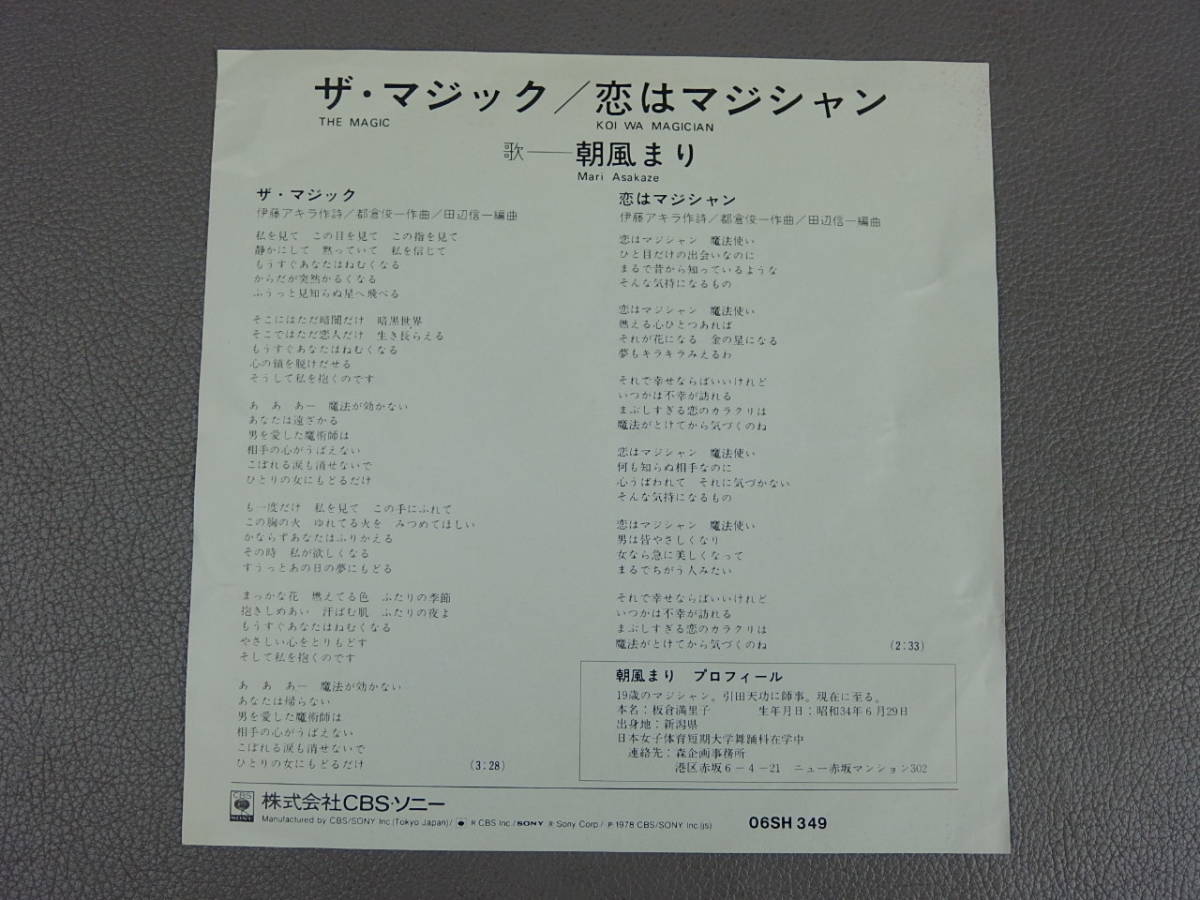 ザ・マジック／恋はマジシャン
THE MAGIC
KOI WA MAGICIAN
歌──朝風まり
Mari Asakaze
ザ・マジック
伊藤アキラ作詩／都倉俊一作曲／田辺信一編曲
私を見て　この目を見て　この指を見て
静かにして　黙っていて　私を信じて
もうすぐあなたはねむくなる
からだが突然かるくなる
ふうっと見知らぬ星へ飛べる
そこにはただ暗闇だけ　暗黒世界
そこではただ恋人だけ　生き長らえる
もうすぐあなたはねむくなる
心の鎖を脱けだせる
そうして私を抱くのです
あ　あ　あー　魔法が効かない
あなたは遠ざかる
男を愛した魔術師は
相手の心がうばえない
こぼれる涙も消せないで
ひとりの女にもどるだけ
も一度だけ　私を見て　この手にふれて
この胸の火　ゆれてる火を　みつめてほしい
かならずあなたはふりかえる
その時　私が欲しくなる
すうっとあの日の夢にもどる
まっかな花　燃えてる色　ふたりの季節
抱きしめあい　汗ばむ肌　ふたりの夜よ
もうすぐあなたはねむくなる
やさしい心をとりもどす
そして私を抱くのです
あ　あ　あー　魔法が効かない
あなたは帰らない
男を愛した魔術師は
相手の心がうばえない
こぼれる涙も消せないで
ひとりの女にもどるだけ
(3:28)
恋はマジシャン
伊藤アキラ作詩／都倉俊一作曲／田辺信一編曲
恋はマジシャン　魔法使い
ひと目だけの出会いなのに
まるで昔から知っているような
そんな気持になるもの
恋はマジシャン　魔法使い
燃える心ひとつあれば
それが花になる　金の星になる
夢もキラキラみえるわ
それで幸せならばいいけれど
いつかは不幸が訪れる
まぶしすぎる恋のカラクリは
魔法がとけてから気づくのね
恋はマジシャン　魔法使い
何も知らぬ相手なのに
心うばわれて　それに気づかない
そんな気持になるもの
恋はマジシャン　魔法使い
男は皆やさしくなり
女なら急に美しくなって
まるでちがう人みたい
それで幸せならばいいけれど
いつかは不幸が訪れる
まぶしすぎる恋のカラクリは
魔法がとけてから気づくのね
(2:33)
朝風まり　プロフィール
19歳のマジシャン。引田天功に師事。現在に至る。
本名：板倉満里子　生年月日：昭和34年6月29日
出身地：新潟県
日本女子体育短期大学舞踊科在学中
連絡先：森企画事務所
港区赤坂6－4－21　ニュー赤坂マンション302
CBS
SONY
株式会社CBS・ソニー
Manufactured by CBS/SONY Inc (Tokyo Japan)／ ® CBS Inc.／SONY ® Sony Corp／℗ 1978 CBS/SONY Inc.(js)
06SH 349